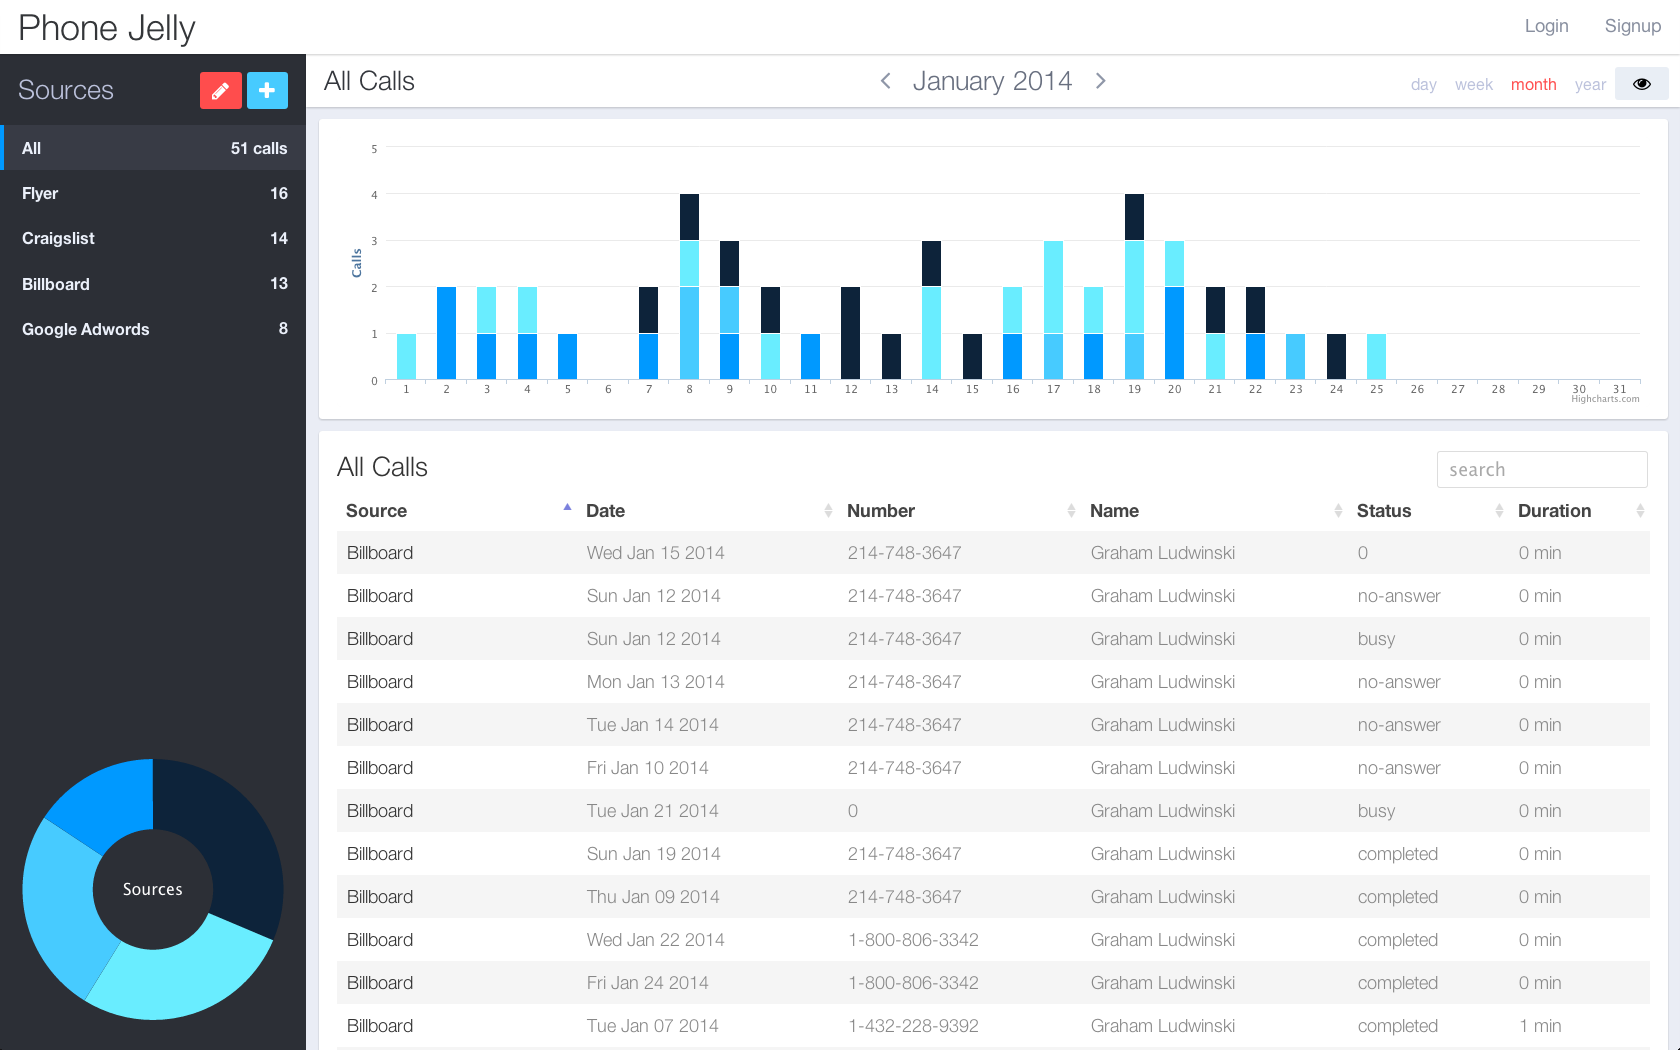 Phone Jelly
Login Signup
Sources
All Calls
January 2014
day week month year
All 51 calls
Flyer 16
Craigslist 14
Billboard 13
Google Adwords 8
Calls
5
4
3
2
1
0
1 2 3 4 5 6 7 8 9 10 11 12 13 14 15 16 17 18 19 20 21 22 23 24 25 26 27 28 29 30 31
Highcharts.com
All Calls
search
Source Date Number Name Status Duration
Billboard Wed Jan 15 2014 214-748-3647 Graham Ludwinski 0 0 min
Billboard Sun Jan 12 2014 214-748-3647 Graham Ludwinski no-answer 0 min
Billboard Sun Jan 12 2014 214-748-3647 Graham Ludwinski busy 0 min
Billboard Mon Jan 13 2014 214-748-3647 Graham Ludwinski no-answer 0 min
Billboard Tue Jan 14 2014 214-748-3647 Graham Ludwinski no-answer 0 min
Billboard Fri Jan 10 2014 214-748-3647 Graham Ludwinski no-answer 0 min
Billboard Tue Jan 21 2014 0 Graham Ludwinski busy 0 min
Billboard Sun Jan 19 2014 214-748-3647 Graham Ludwinski completed 0 min
Billboard Thu Jan 09 2014 214-748-3647 Graham Ludwinski completed 0 min
Billboard Wed Jan 22 2014 1-800-806-3342 Graham Ludwinski completed 0 min
Billboard Fri Jan 24 2014 1-800-806-3342 Graham Ludwinski completed 0 min
Billboard Tue Jan 07 2014 1-432-228-9392 Graham Ludwinski completed 1 min
Sources